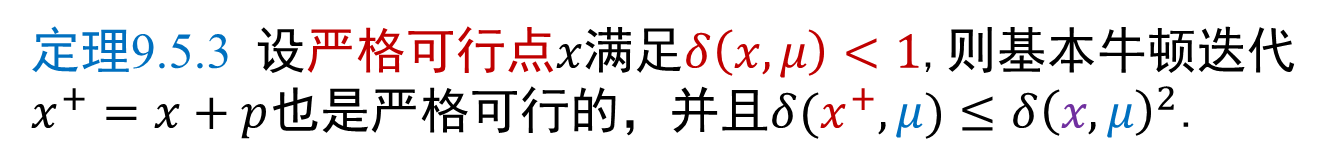 定理9.5.3 设严格可行点𝑥满足𝛿(𝑥,𝜇) < 1, 则基本牛顿迭代
𝑥⁺ = 𝑥 + 𝑝也是严格可行的，并且𝛿(𝑥⁺,𝜇) ≤ 𝛿(𝑥,𝜇)².